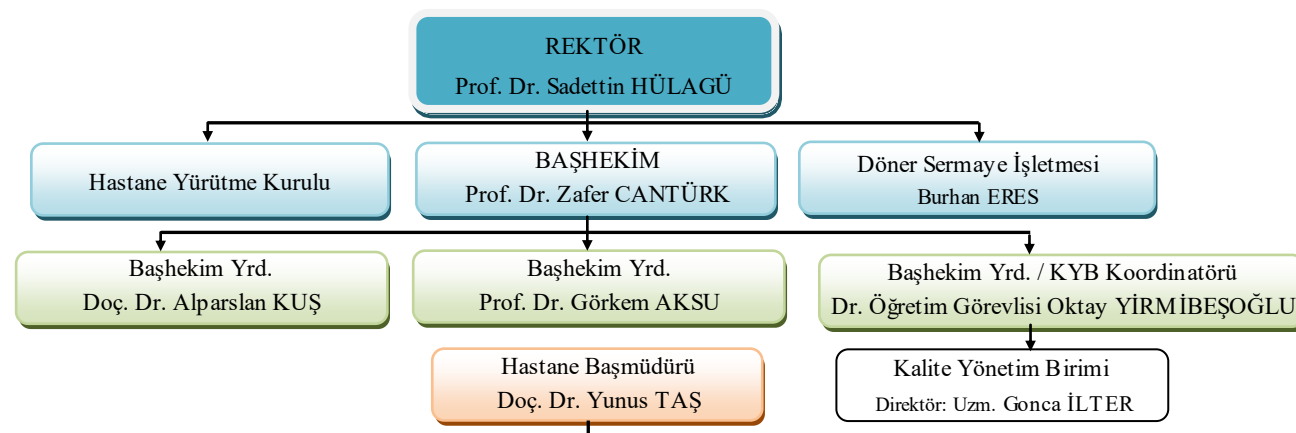 REKTÖR
Prof. Dr. Sadettin HÜLAGÜ
Hastane Yürütme Kurulu
BAŞHEKİM
Prof. Dr. Zafer CANTÜRK
Döner Sermaye İşletmesi
Burhan ERES
Başhekim Yrd.
Doç. Dr. Alparslan KUŞ
Başhekim Yrd.
Prof. Dr. Görkem AKSU
Başhekim Yrd. / KYB Koordinatörü
Dr. Öğretim Görevlisi Oktay YİRMİBEŞOĞLU
Hastane Başmüdürü
Doç. Dr. Yunus TAŞ
Kalite Yönetim Birimi
Direktör: Uzm. Gonca İLTER